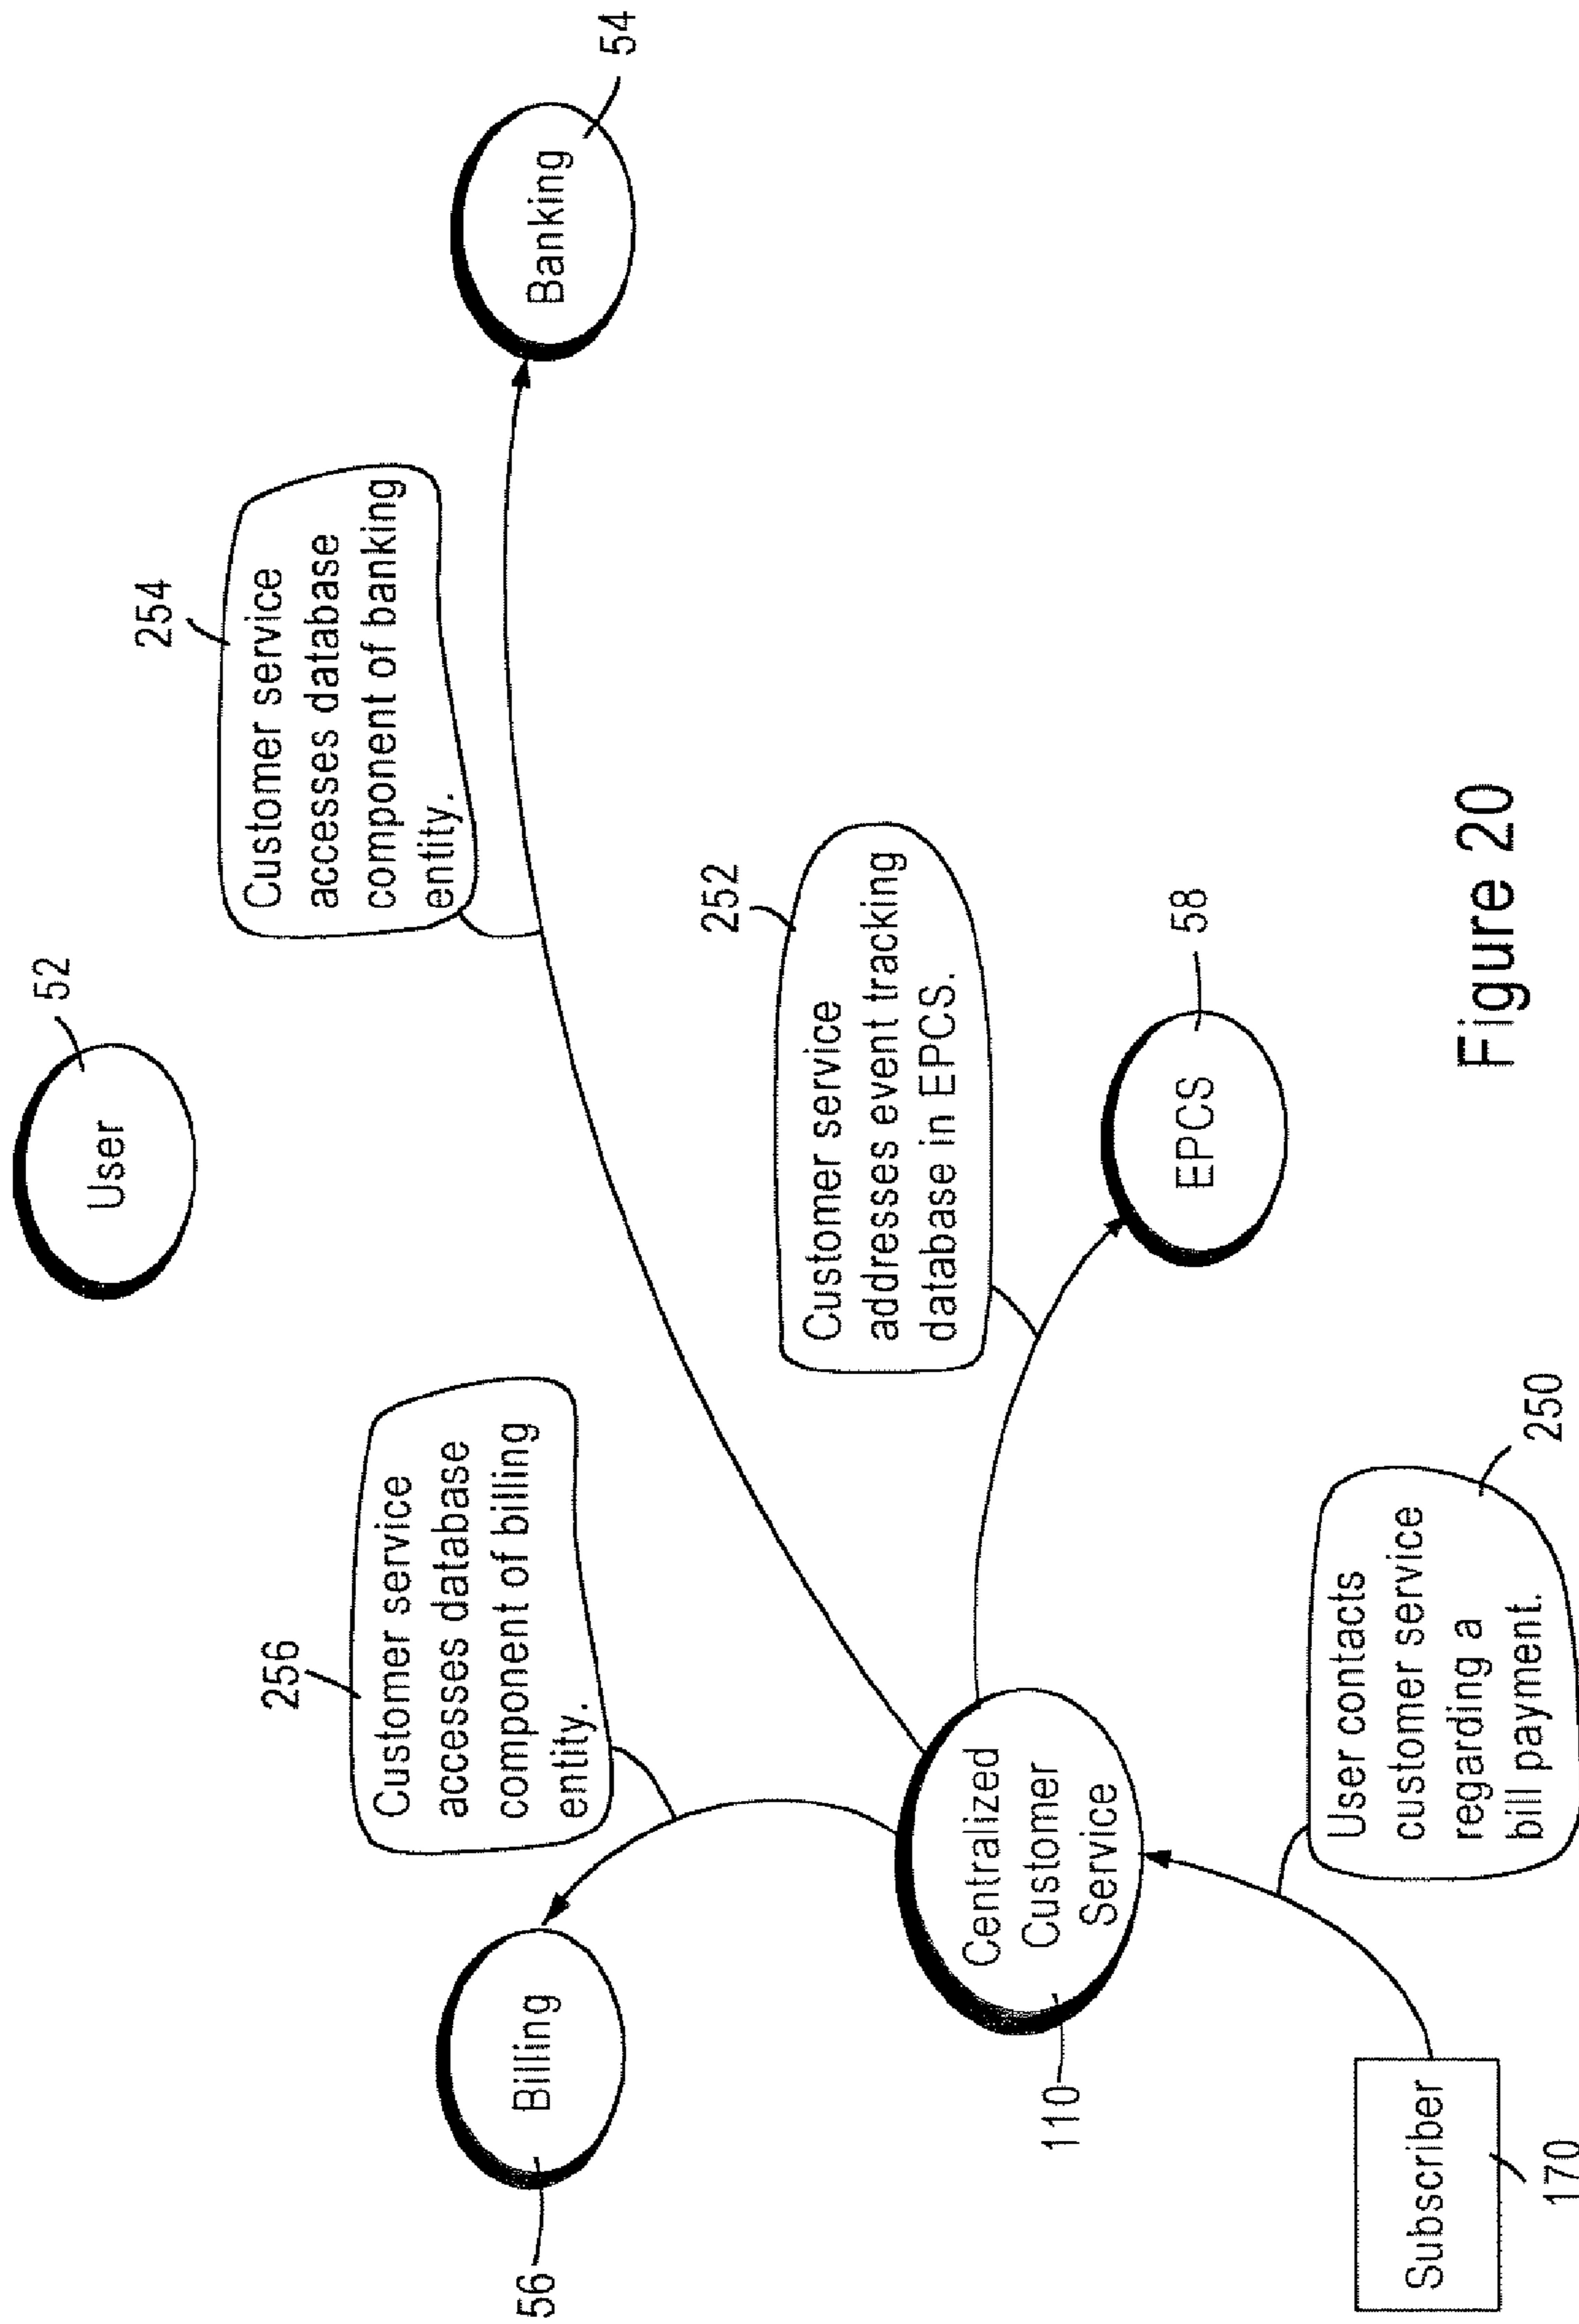 52
User
254
Customer service
accesses database
component of banking
entity.
54
Banking
256
Customer service
accesses database
component of billing
entity.
56
Billing
252
Customer service
addresses event tracking
database in EPCS.
58
EPCS
Centralized
Customer
Service
110
User contacts
customer service
regarding a
bill payment.
250
Subscriber
170
Figure 20